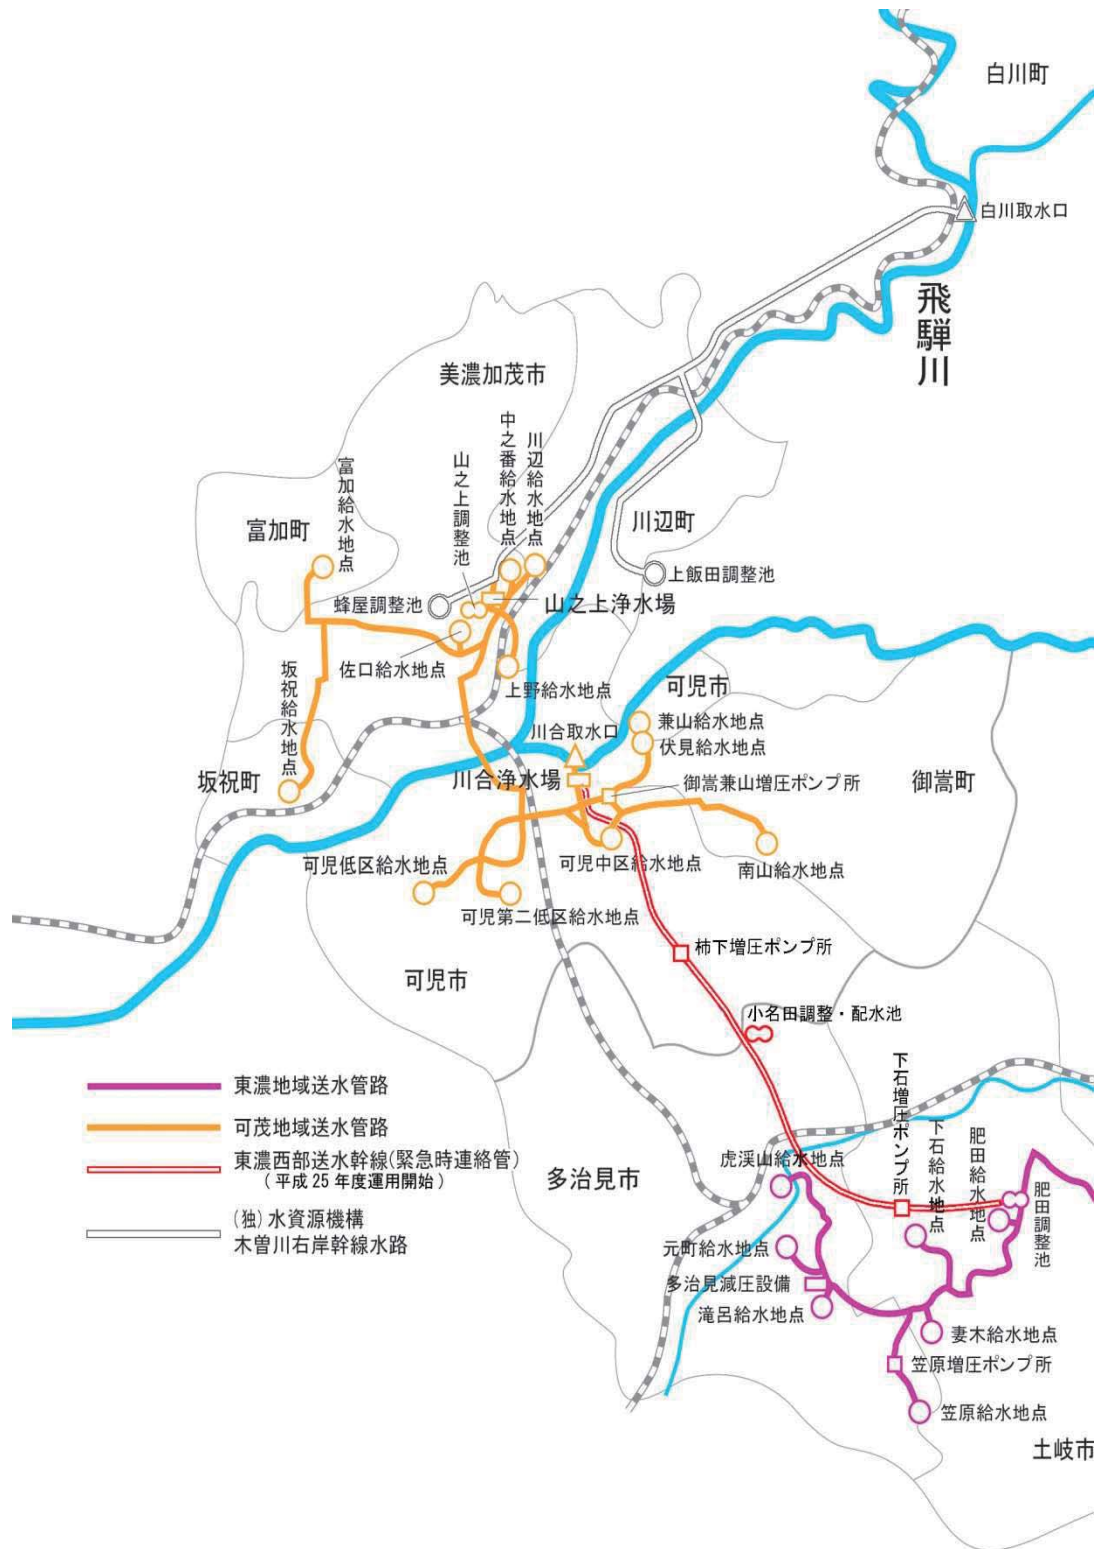 白川町
白川取水口
飛騨川
美濃加茂市
中之番給水地点
川辺給水地点
山之上調整池
富加給水地点
富加町
川辺町
上飯田調整池
蜂屋調整池
山之上浄水場
佐口給水地点
上野給水地点
坂祝給水地点
可児市
兼山給水地点
川合取水口
伏見給水地点
坂祝町
川合浄水場
御嵩兼山増圧ポンプ所
御嵩町
可児低区給水地点
可児中区給水地点
南山給水地点
可児第二低区給水地点
柿下増圧ポンプ所
可児市
小名田調整・配水池
東濃地域送水管路
可茂地域送水管路
東濃西部送水幹線(緊急時連絡管)
(平成25年度運用開始)
(独)水資源機構
木曽川右岸幹線水路
下石増圧ポンプ所
下石給水地点
肥田給水地点
肥田調整池
虎渓山給水地点
多治見市
元町給水地点
多治見減圧設備
滝呂給水地点
妻木給水地点
笠原増圧ポンプ所
笠原給水地点
土岐市